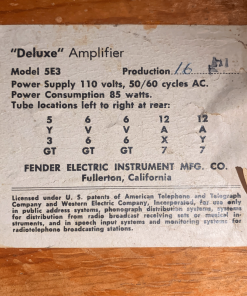 "Deluxe" Amplifier
Model 5E3 Production 16
Power Supply 110 volts, 50/60 cycles AC.
Power Consumption 85 watts.
Tube locations left to right at rear:
5 6 6 12 12
Y V V A A
3 6 6 X Y
GT GT GT 7 7
FENDER ELECTRIC INSTRUMENT MFG. CO.
Fullerton, California
Licensed under U. S. patents of American Telephone and Telegraph
Company and Western Electric Company, Incorporated, for use only
in public address systems, phonograph distribution systems, systems
for distribution from radio broadcast receiving sets or musical in-
struments, and in speech input systems and monitoring systems for
radiotelephone broadcasting stations.